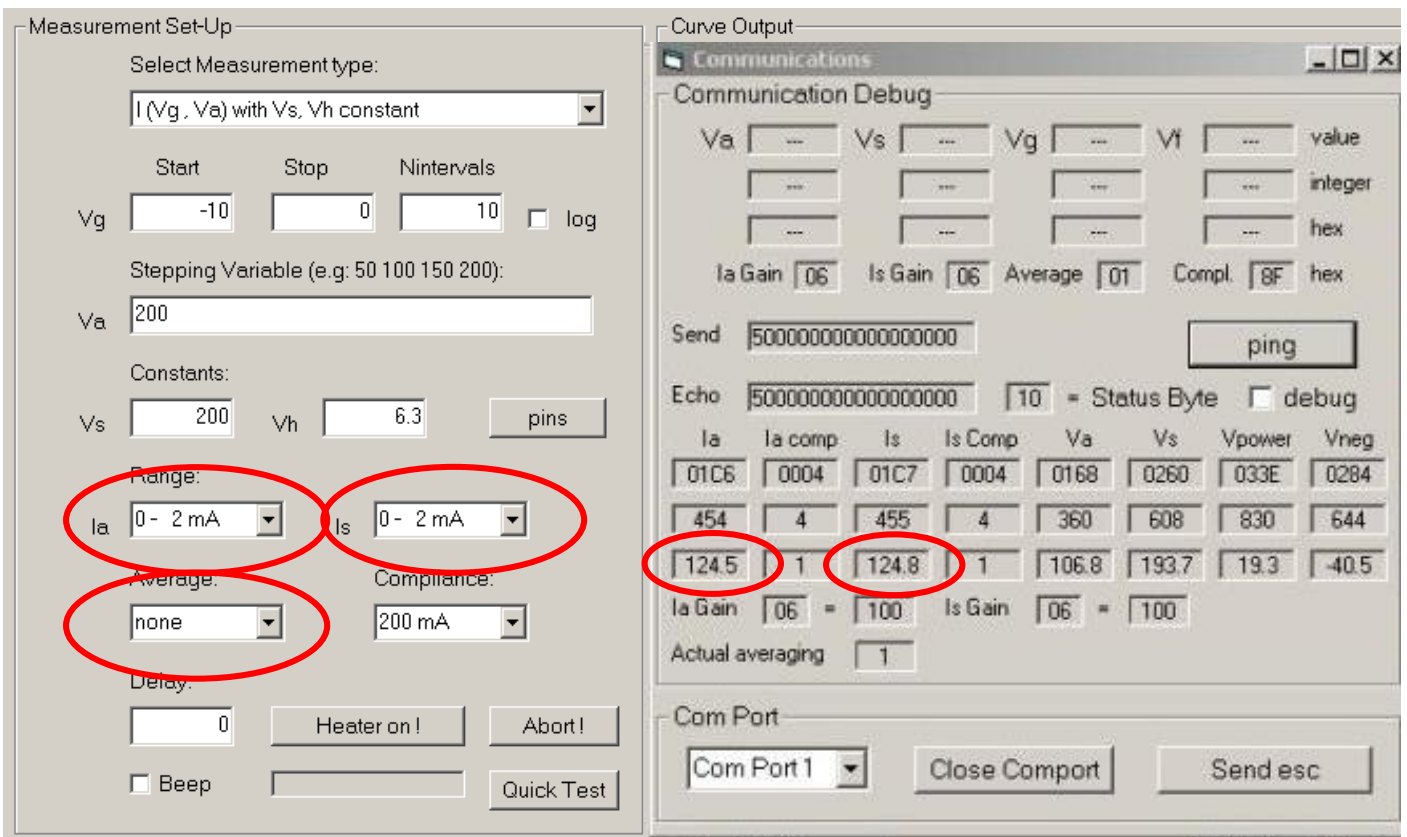 Measurement Set-Up
Select Measurement type:
I (Vg , Va) with Vs, Vh constant
Start Stop Nintervals
Vg -10 0 10 log
Stepping Variable (e.g: 50 100 150 200):
Va 200
Constants:
Vs 200 Vh 6.3 pins
Range:
Ia 0 - 2 mA Is 0 - 2 mA
Average: Compliance:
none 200 mA
Delay:
0 Heater on ! Abort !
Beep Quick Test
Curve Output
Communications
Communication Debug
Va --- Vs --- Vg --- Vf --- value
--- --- --- --- integer
--- --- --- --- hex
Ia Gain 06 Is Gain 06 Average 01 Compl. 8F hex
Send 500000000000000000
ping
Echo 500000000000000000 10 = Status Byte debug
Ia Ia comp Is Is Comp Va Vs Vpower Vneg
01C6 0004 01C7 0004 0168 0260 033E 0284
454 4 455 4 360 608 830 644
124.5 1 124.8 1 106.8 193.7 19.3 -40.5
Ia Gain 06 = 100 Is Gain 06 = 100
Actual averaging 1
Com Port
Com Port 1 Close Comport Send esc